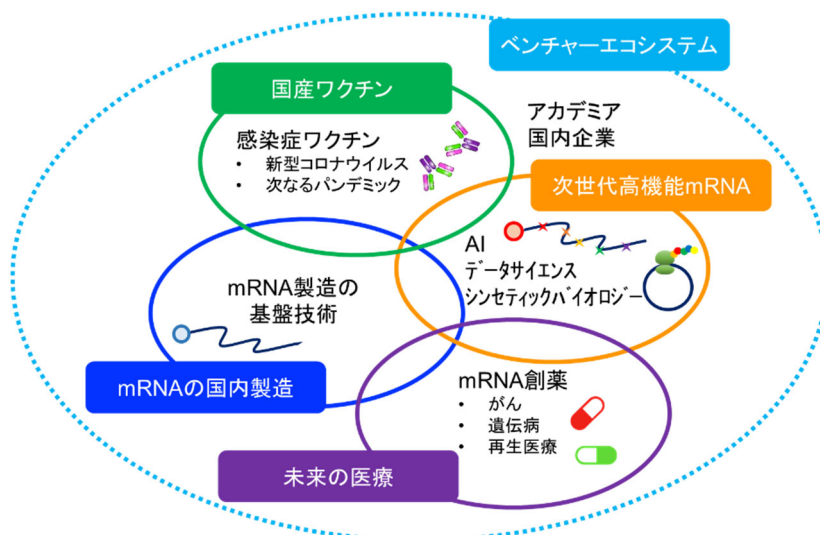 ベンチャーエコシステム
国産ワクチン
感染症ワクチン
• 新型コロナウイルス
• 次なるパンデミック
アカデミア
国内企業
次世代高機能mRNA
AI
データサイエンス
シンセティックバイオロジー
mRNA製造の
基盤技術
mRNAの国内製造
mRNA創薬
• がん
• 遺伝病
• 再生医療
未来の医療